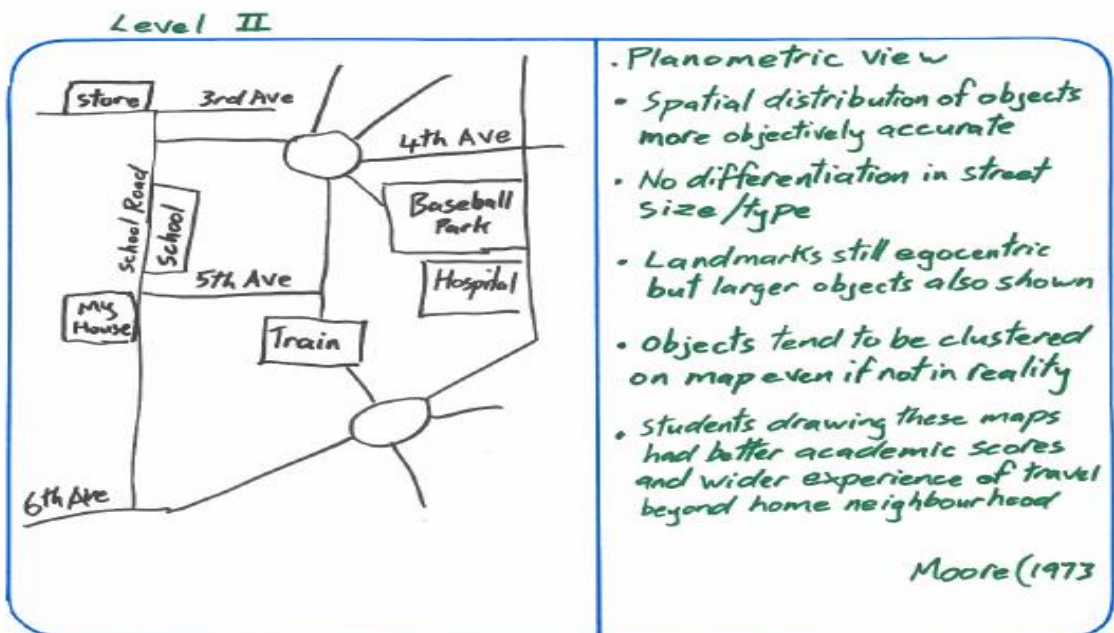 Level II
store
3rd Ave
4th Ave
School Road
School
Baseball
Park
5th Ave
Hospital
My
House
Train
6th Ave
. Planometric view
• Spatial distribution of objects
more objectively accurate
• No differentiation in street
size/type
• Landmarks still egocentric
but larger objects also shown
• Objects tend to be clustered
on map even if not in reality
• Students drawing these maps
had better academic scores
and wider experience of travel
beyond home neighbourhood
Moore (1973